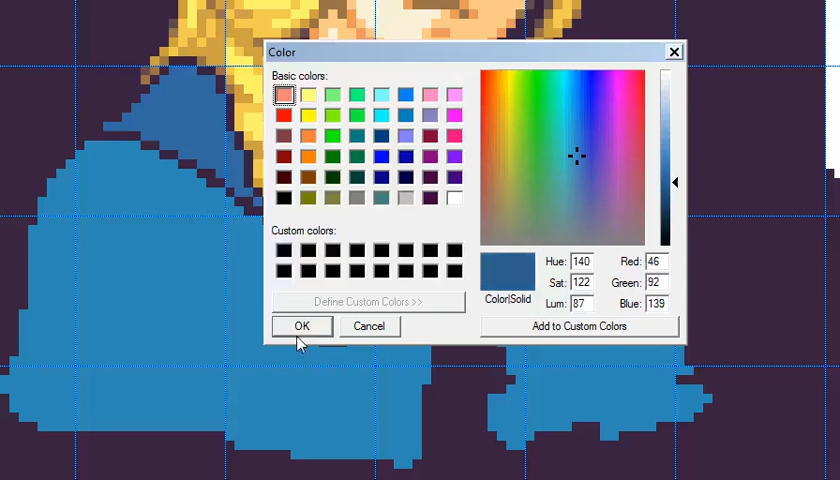 Color
Basic colors:
Custom colors:
Define Custom Colors >>
OK
Cancel
Color|Solid
Hue: 140
Sat: 122
Lum: 87
Red: 46
Green: 92
Blue: 139
Add to Custom Colors